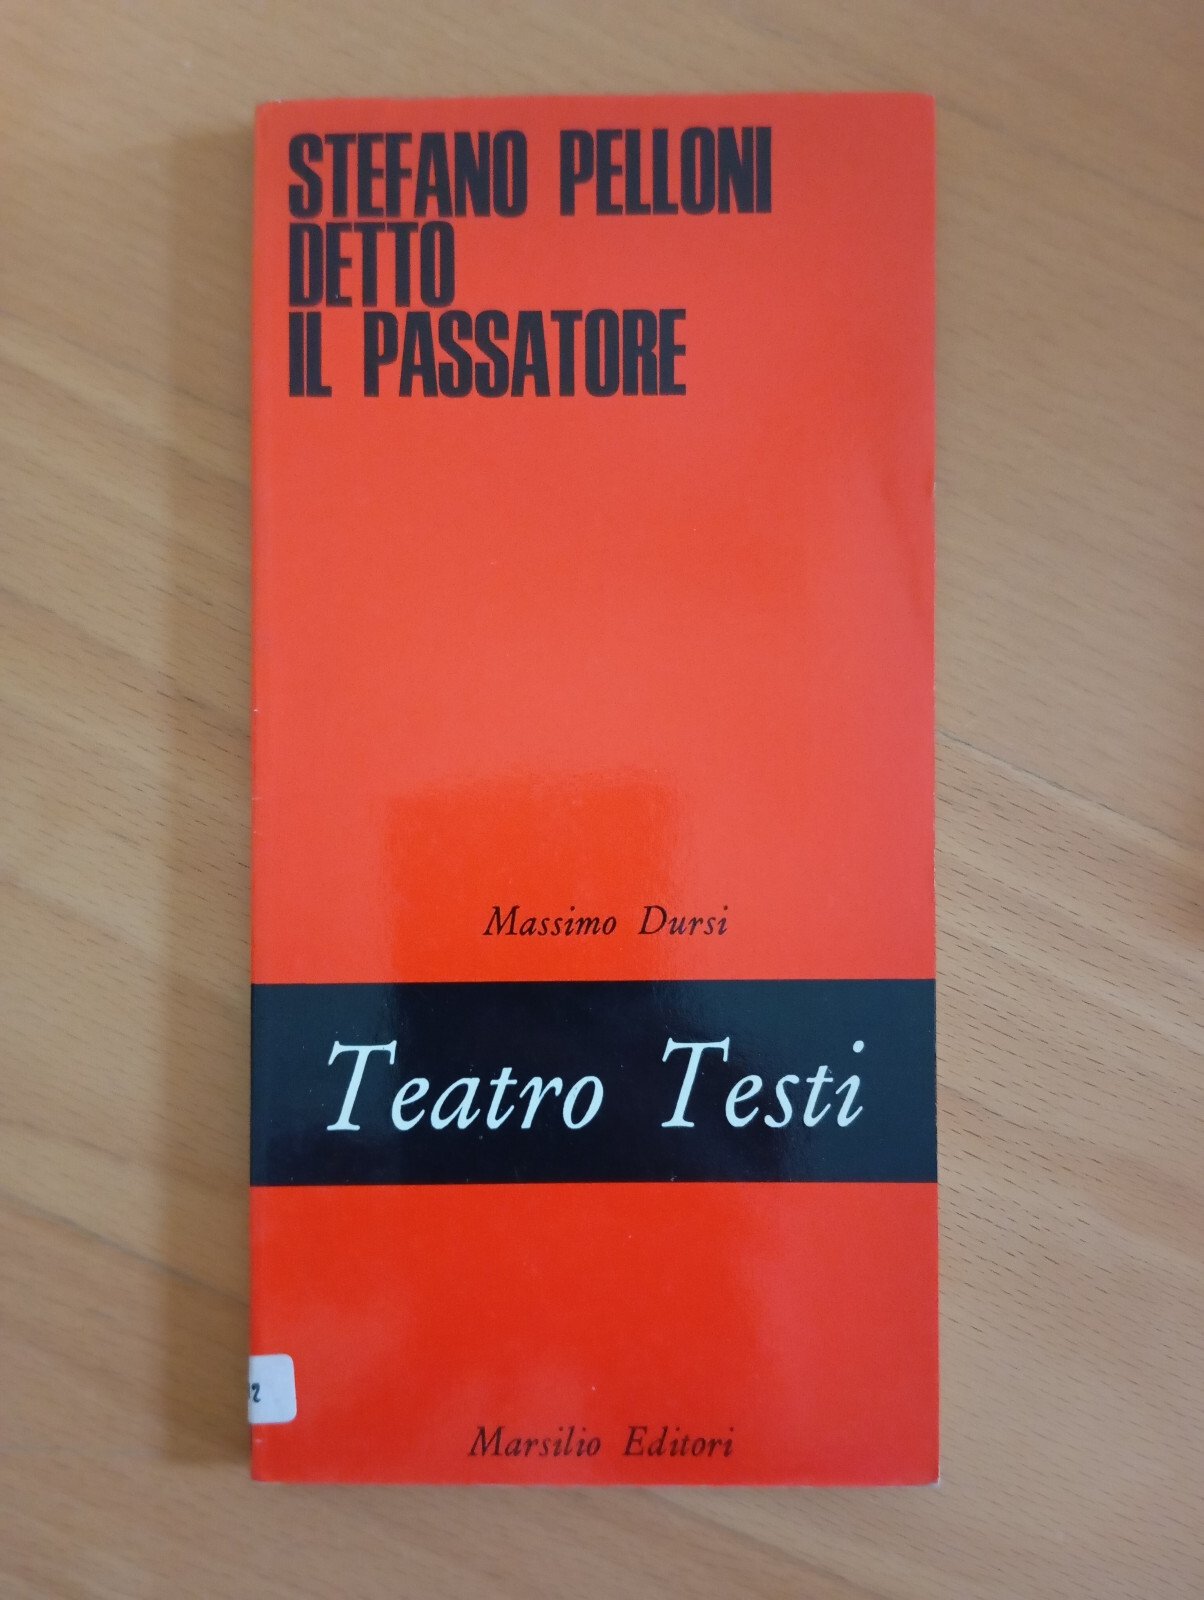 STEFANO PELLONI
DETTO
IL PASSATORE
Massimo Dursi
Teatro Testi
Marsilio Editori